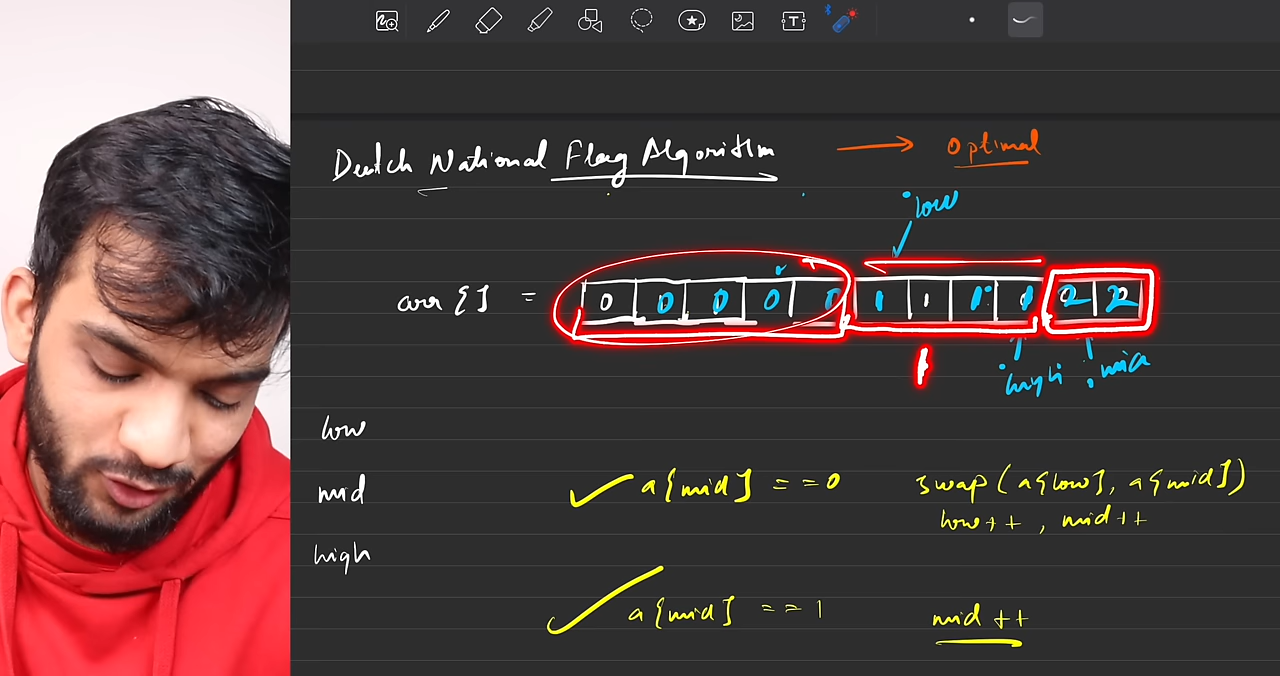 Dutch National Flag Algorithm → Optimal
low
arr [] = 0 0 0 0 0 1 1 1 1 2 2
1
high mid
low
mid a[mid] == 0 swap(a[low], a[mid])
low++, mid++
high
a[mid] == 1 mid++